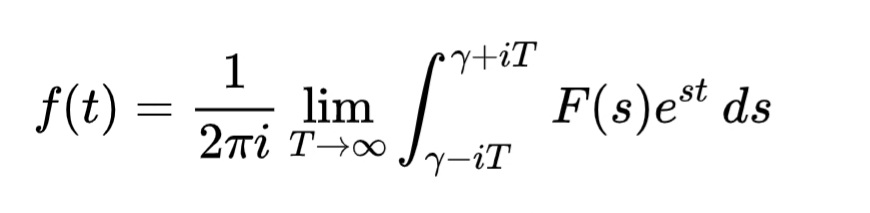 f(t) = \frac{1}{2\pi i} \lim_{T \to \infty} \int_{\gamma - iT}^{\gamma + iT} F(s)e^{st} \, ds